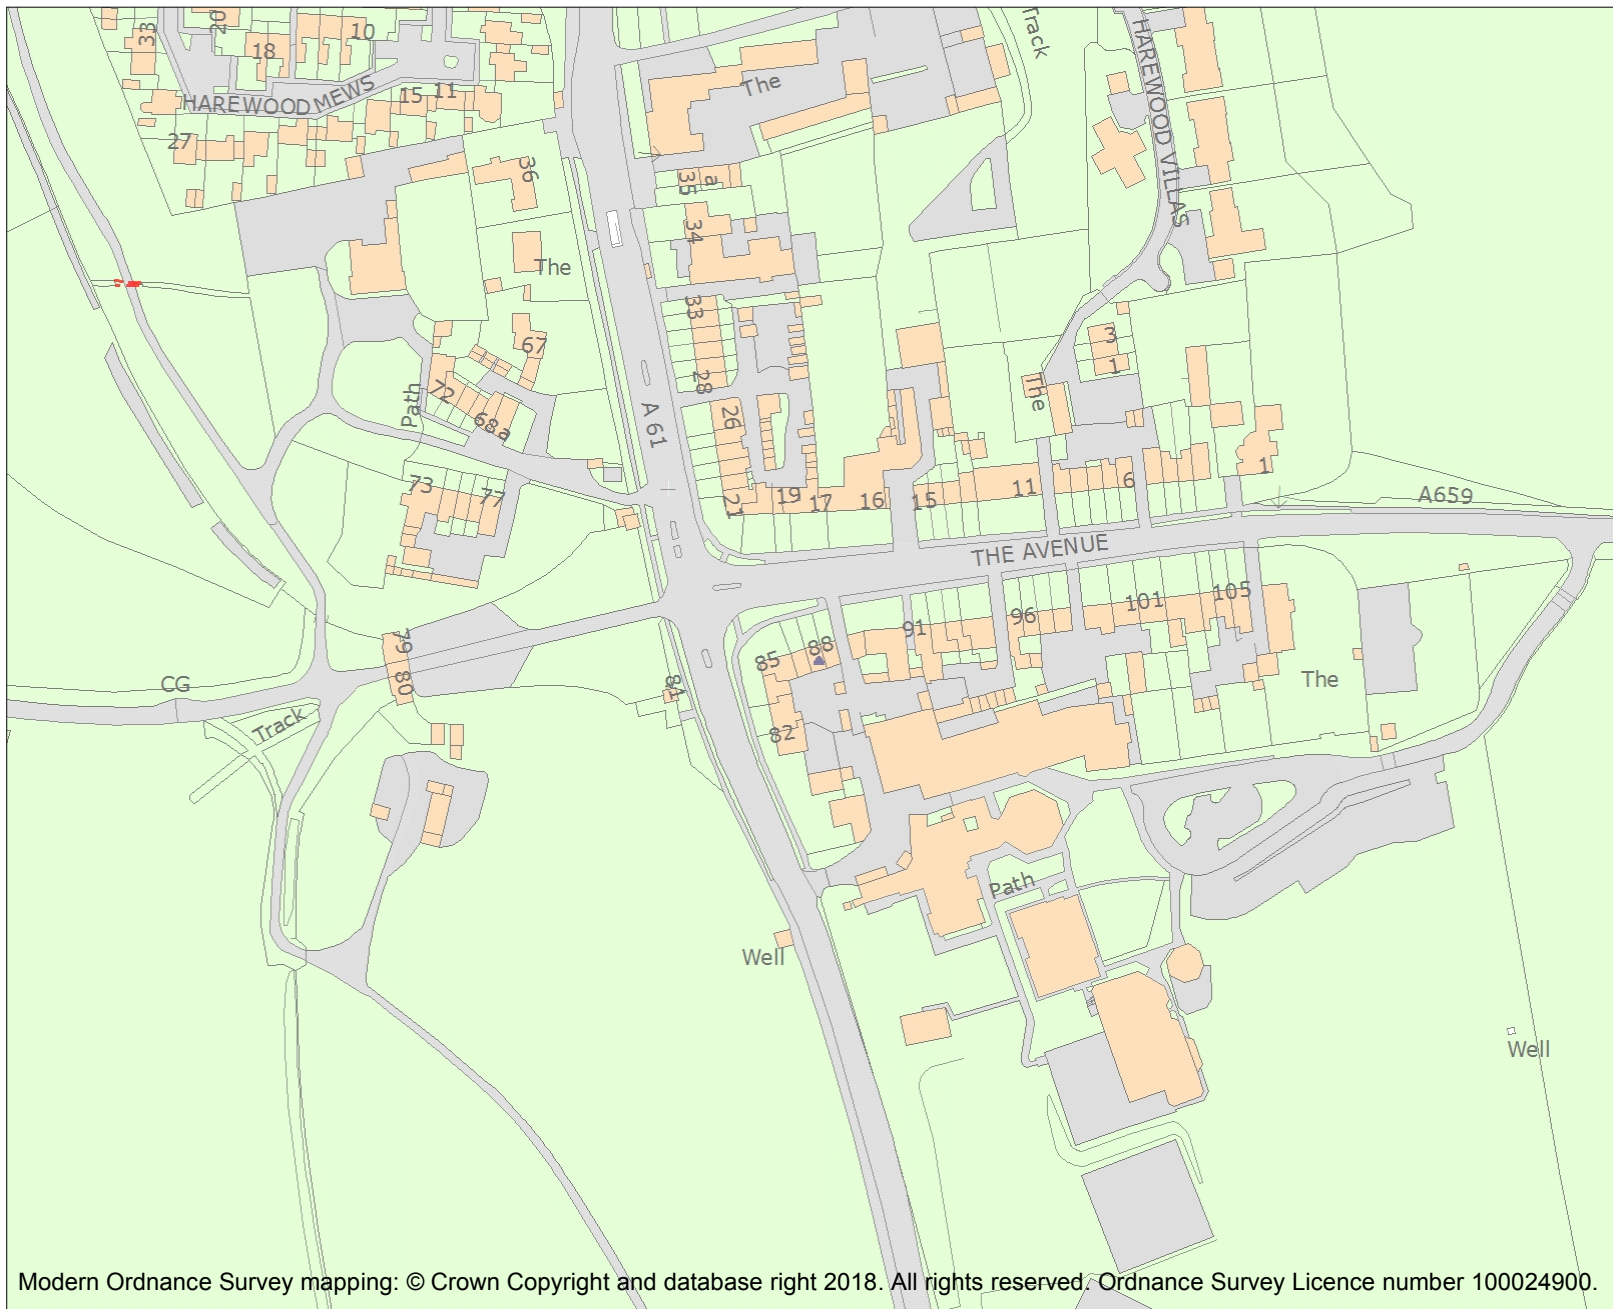 33
20
18
10
HAREWOOD MEWS
15
11
27
The
Track
HAREWOOD VILLAS
36
35
a
34
The
33
67
3
1
28
72
Path
68a
A 61
26
The
73
77
21
19
17
16
15
11
6
1
A659
THE AVENUE
79
80
CG
Track
85
88
91
96
101
105
The
81
82
Path
Well
Well
Modern Ordnance Survey mapping: © Crown Copyright and database right 2018. All rights reserved. Ordnance Survey Licence number 100024900.